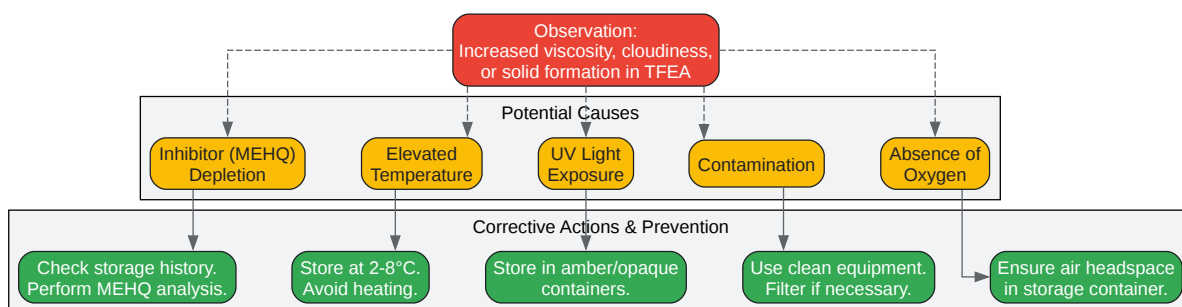 Observation:
Increased viscosity, cloudiness,
or solid formation in TFEA
Potential Causes
Inhibitor (MEHQ)
Depletion
Elevated
Temperature
UV Light
Exposure
Contamination
Absence of
Oxygen
Corrective Actions & Prevention
Check storage history.
Perform MEHQ analysis.
Store at 2-8°C.
Avoid heating.
Store in amber/opaque
containers.
Use clean equipment.
Filter if necessary.
Ensure air headspace
in storage container.